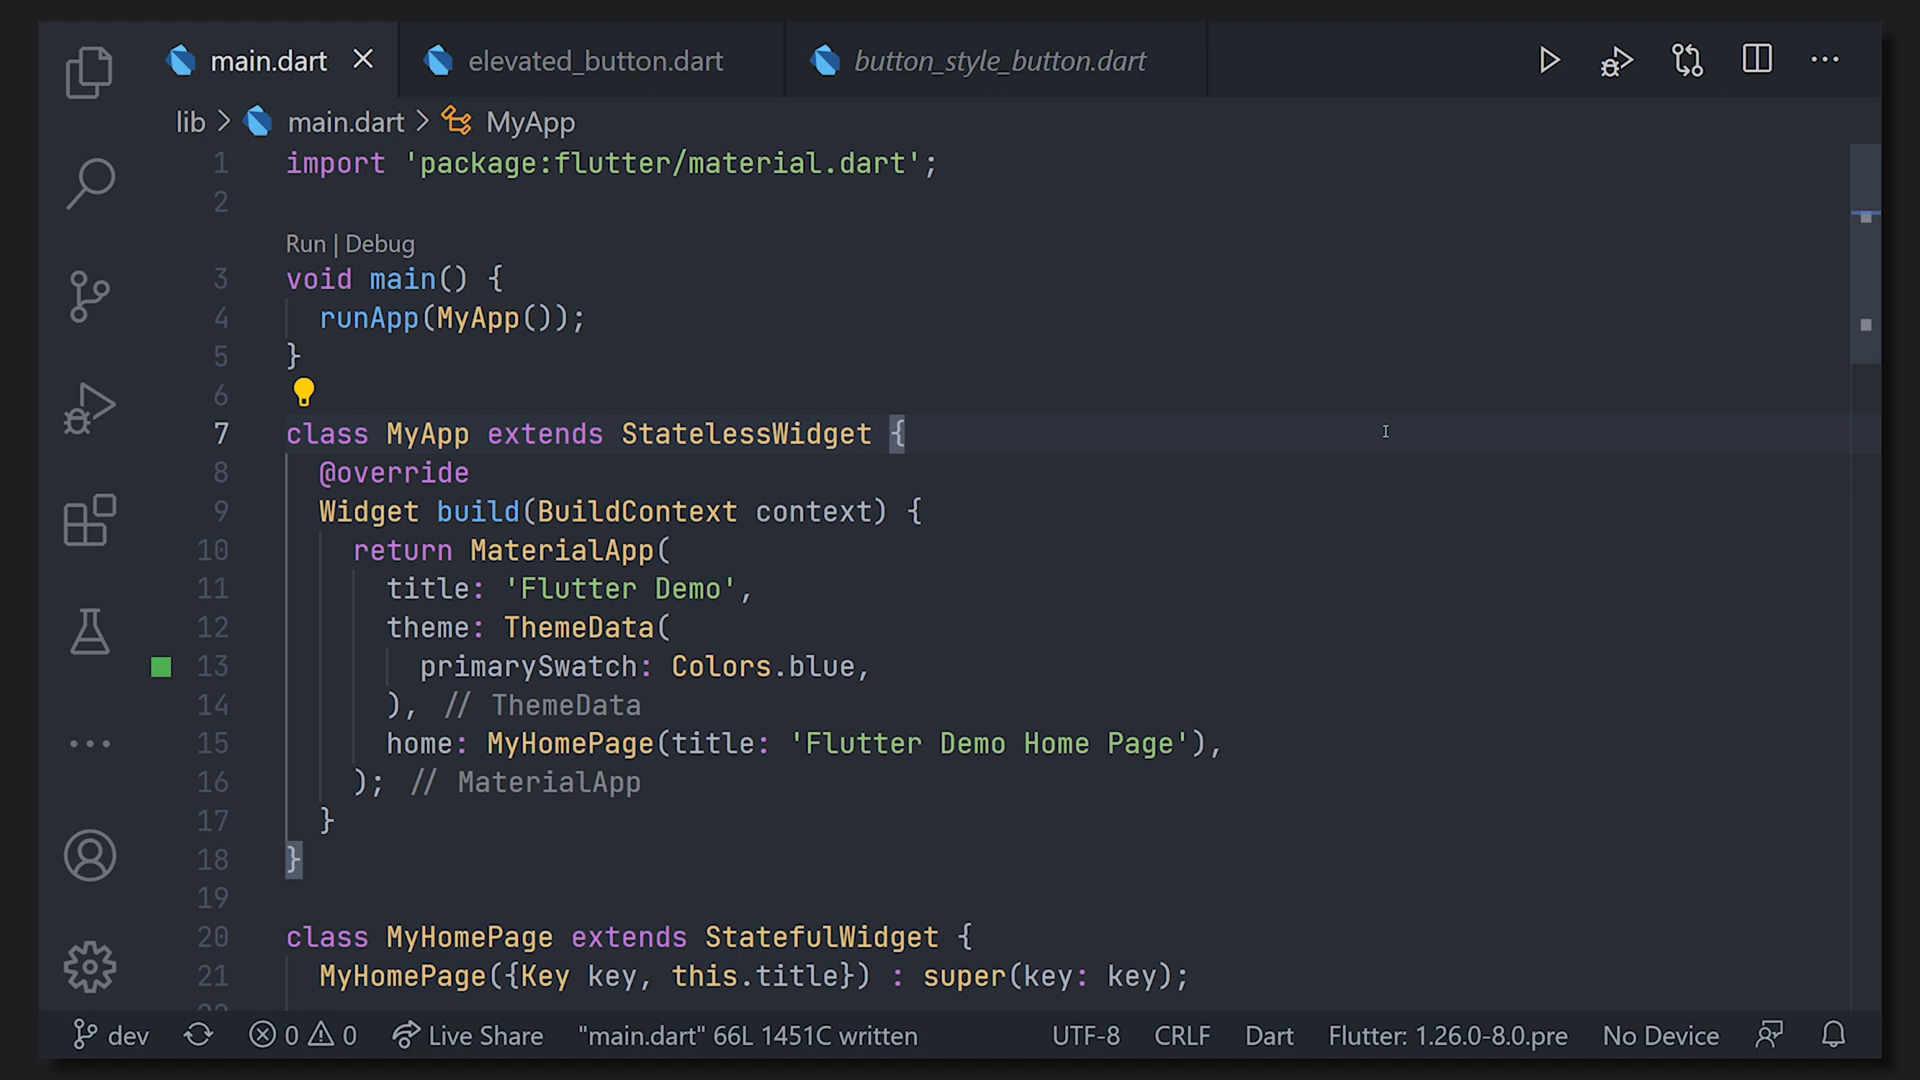 main.dart
elevated_button.dart
button_style_button.dart
lib > main.dart > MyApp
1 import 'package:flutter/material.dart';
2
Run | Debug
3 void main() {
4 runApp(MyApp());
5 }
6
7 class MyApp extends StatelessWidget {
8 @override
9 Widget build(BuildContext context) {
10 return MaterialApp(
11 title: 'Flutter Demo',
12 theme: ThemeData(
13 primarySwatch: Colors.blue,
14 ), // ThemeData
15 home: MyHomePage(title: 'Flutter Demo Home Page'),
16 ); // MaterialApp
17 }
18 }
19
20 class MyHomePage extends StatefulWidget {
21 MyHomePage({Key key, this.title}) : super(key: key);
dev 0 0 Live Share "main.dart" 66L 1451C written UTF-8 CRLF Dart Flutter: 1.26.0-8.0.pre No Device